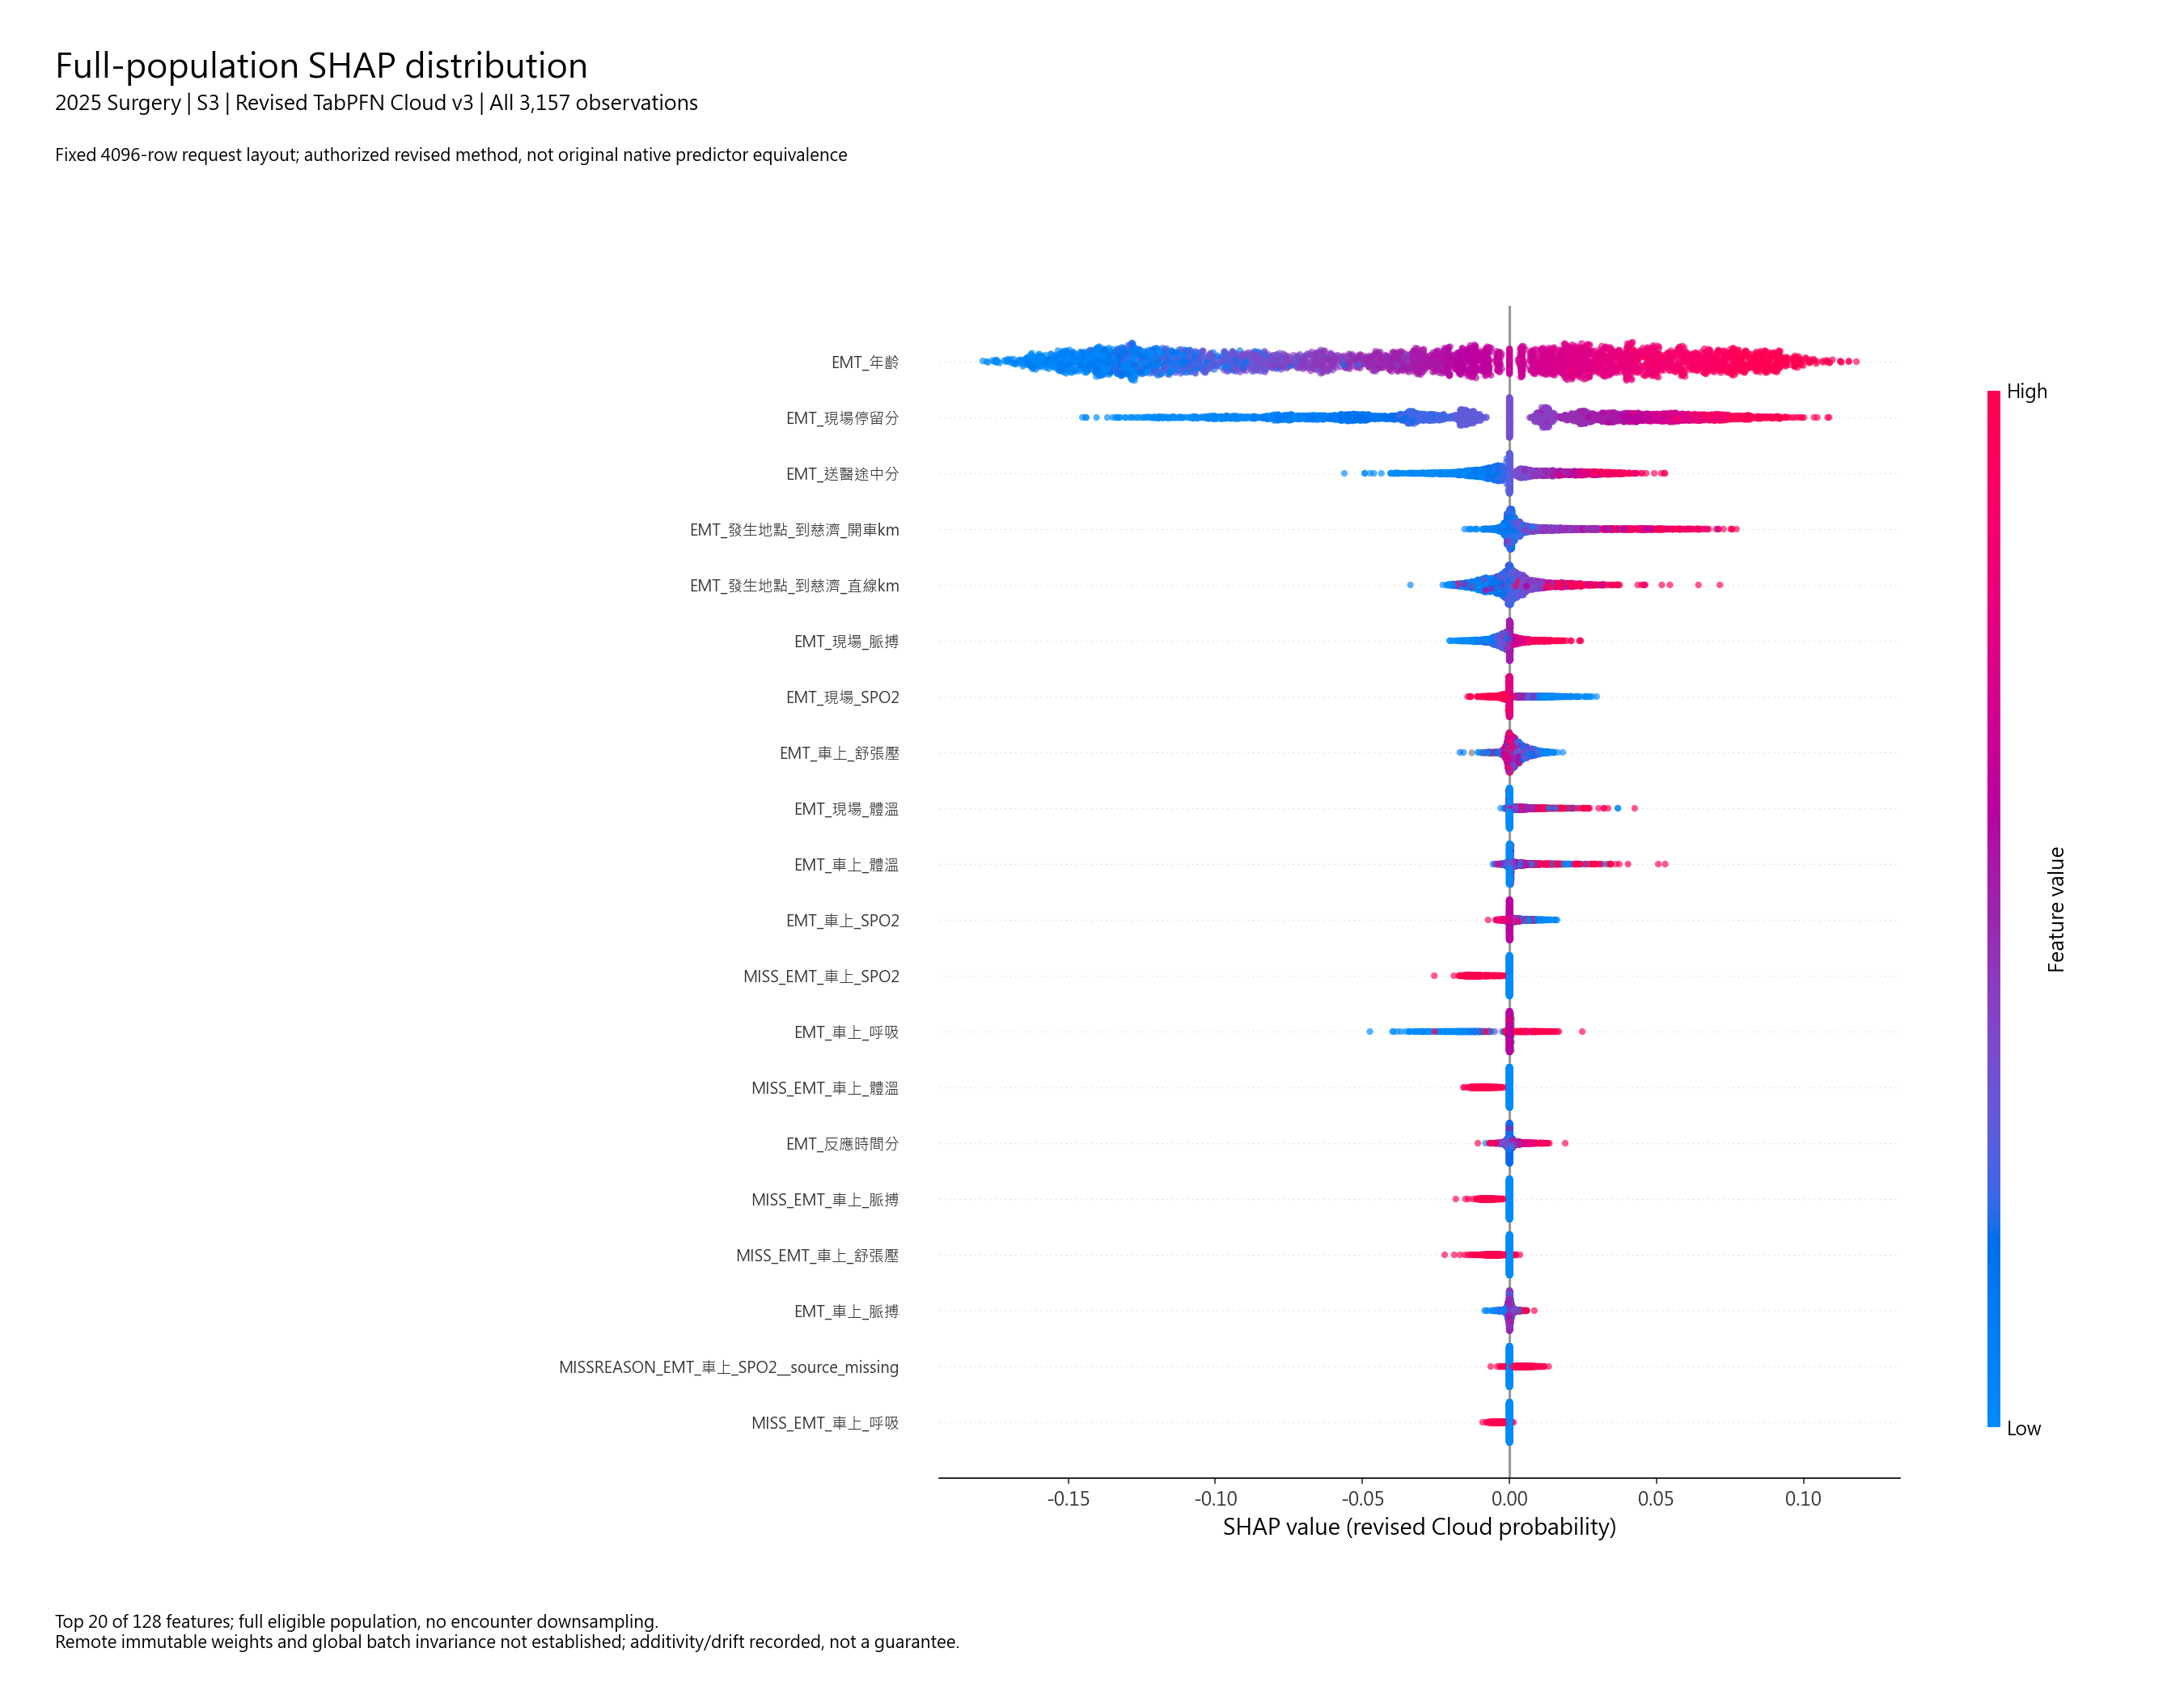 Full-population SHAP distribution
2025 Surgery | S3 | Revised TabPFN Cloud v3 | All 3,157 observations
Fixed 4096-row request layout; authorized revised method, not original native predictor equivalence
EMT_年齡
EMT_現場停留分
EMT_送醫途中分
EMT_發生地點_到慈濟_開車km
EMT_發生地點_到慈濟_直線km
EMT_現場_脈搏
EMT_現場_SPO2
EMT_車上_舒張壓
EMT_現場_體溫
EMT_車上_體溫
EMT_車上_SPO2
MISS_EMT_車上_SPO2
EMT_車上_呼吸
MISS_EMT_車上_體溫
EMT_反應時間分
MISS_EMT_車上_脈搏
MISS_EMT_車上_舒張壓
EMT_車上_脈搏
MISSREASON_EMT_車上_SPO2__source_missing
MISS_EMT_車上_呼吸
-0.15
-0.10
-0.05
0.00
0.05
0.10
SHAP value (revised Cloud probability)
High
Feature value
Low
Top 20 of 128 features; full eligible population, no encounter downsampling.
Remote immutable weights and global batch invariance not established; additivity/drift recorded, not a guarantee.